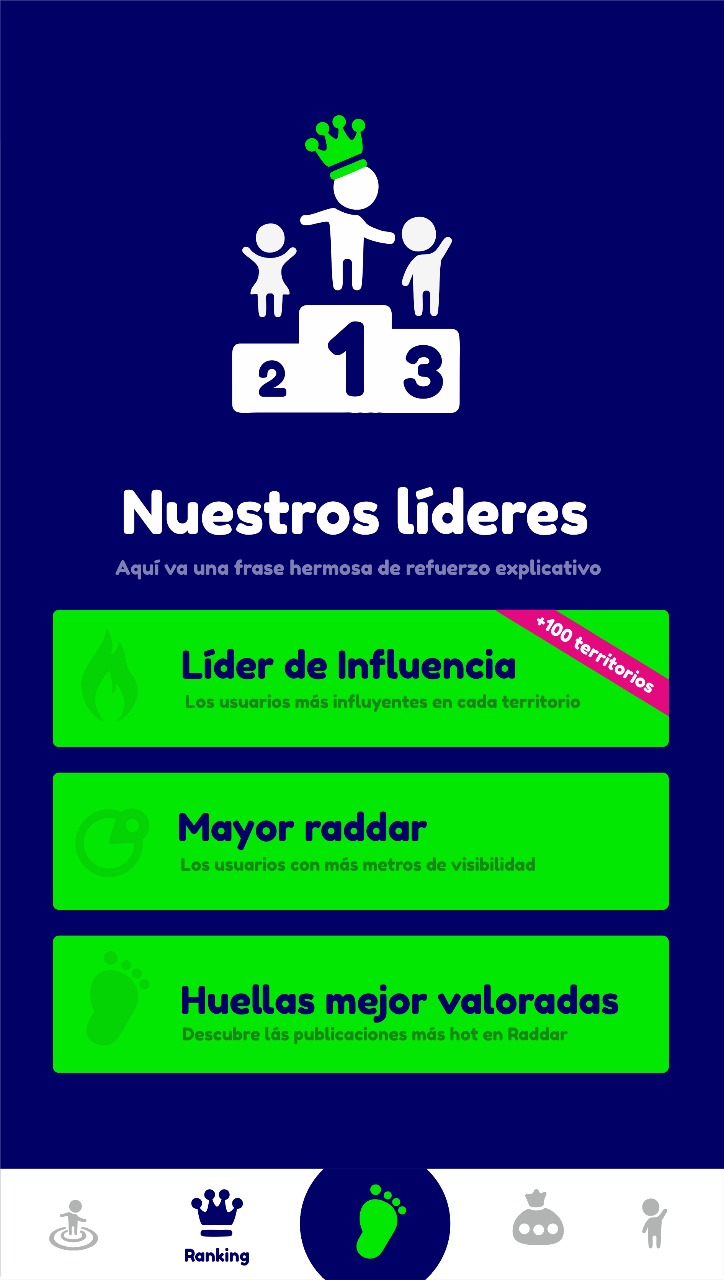 2
1
3
Nuestros líderes
Aquí va una frase hermosa de refuerzo explicativo
+100 territorios
Líder de Influencia
Los usuarios más influyentes en cada territorio
Mayor raddar
Los usuarios con más metros de visibilidad
Huellas mejor valoradas
Descubre lás publicaciones más hot en Raddar
Ranking